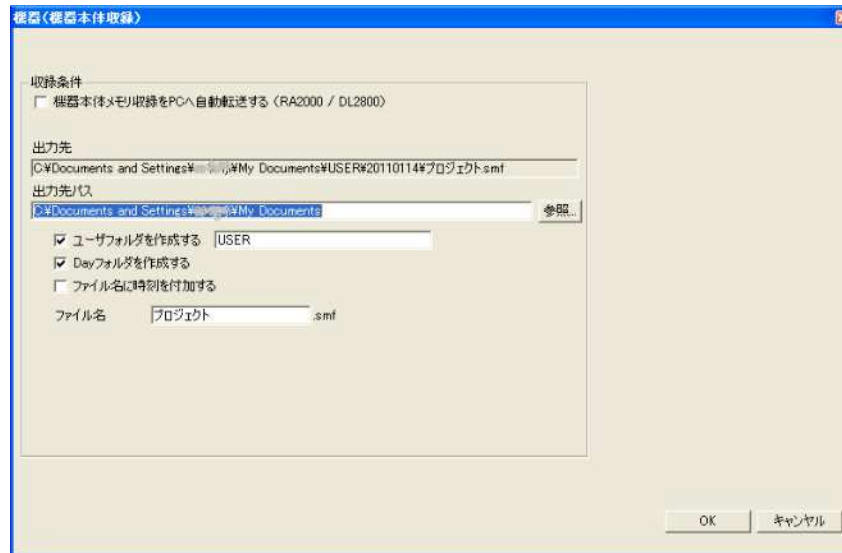 機器(機器本体収録)
収録条件
機器本体メモリ収録をPCへ自動転送する (RA2000 / DL2800)
出力先
C:¥Documents and Settings¥ ¥My Documents¥USER¥20110114¥プロジェクト.smf
出力先パス
C:¥Documents and Settings¥ ¥My Documents
参照...
ユーザフォルダを作成する USER
Dayフォルダを作成する
ファイル名に時刻を付加する
ファイル名 プロジェクト .smf
OK キャンセル